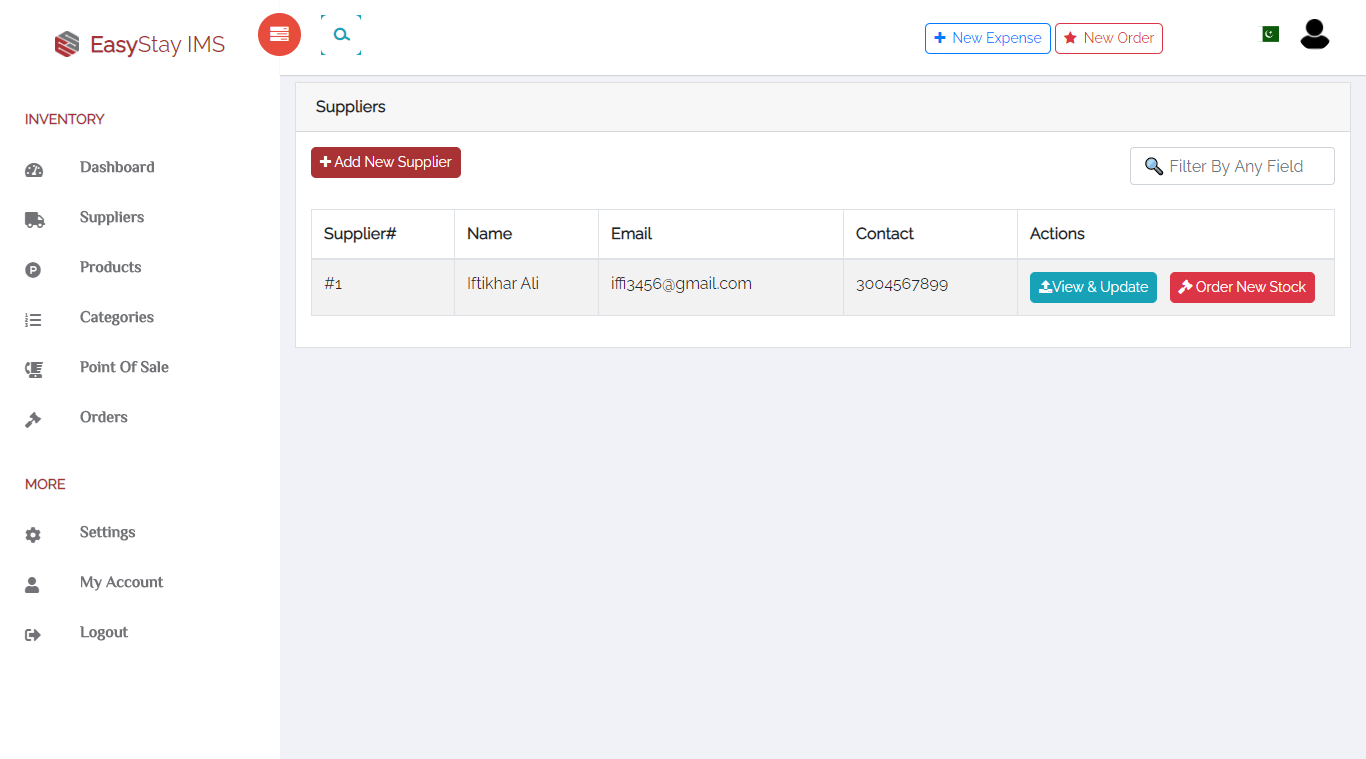 EasyStay IMS
New Expense
New Order
INVENTORY
Dashboard
Suppliers
Products
Categories
Point Of Sale
Orders
MORE
Settings
My Account
Logout
Suppliers
Add New Supplier
Filter By Any Field
Supplier# Name Email Contact Actions
#1 Iftikhar Ali iffi3456@gmail.com 3004567899 View & Update Order New Stock